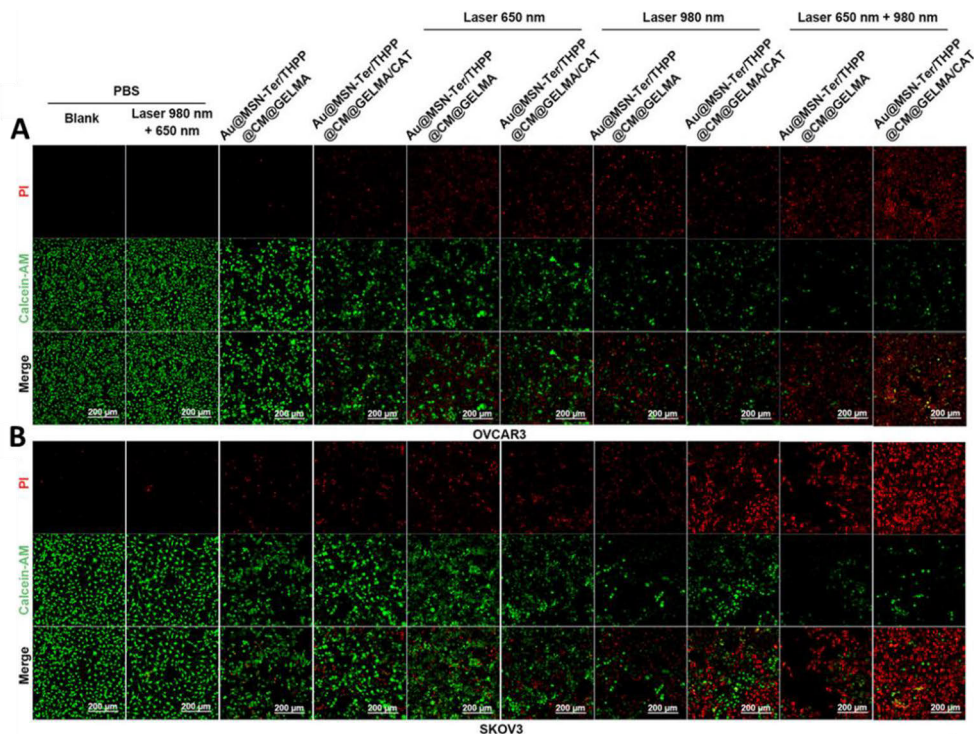 Laser 650 nm
Laser 980 nm
Laser 650 nm + 980 nm
PBS
Blank
Laser 980 nm
+ 650 nm
Au@MSN-Ter/THPP
@CM@GELMA
Au@MSN-Ter/THPP
@CM@GELMA/CAT
Au@MSN-Ter/THPP
@CM@GELMA
Au@MSN-Ter/THPP
@CM@GELMA/CAT
Au@MSN-Ter/THPP
@CM@GELMA
Au@MSN-Ter/THPP
@CM@GELMA/CAT
Au@MSN-Ter/THPP
@CM@GELMA
Au@MSN-Ter/THPP
@CM@GELMA/CAT
A
PI
Calcein-AM
Merge
200 µm
200 µm
200 µm
200 µm
200 µm
200 µm
200 µm
200 µm
200 µm
200 µm
OVCAR3
B
PI
Calcein-AM
Merge
200 µm
200 µm
200 µm
200 µm
200 µm
200 µm
200 µm
200 µm
200 µm
200 µm
SKOV3